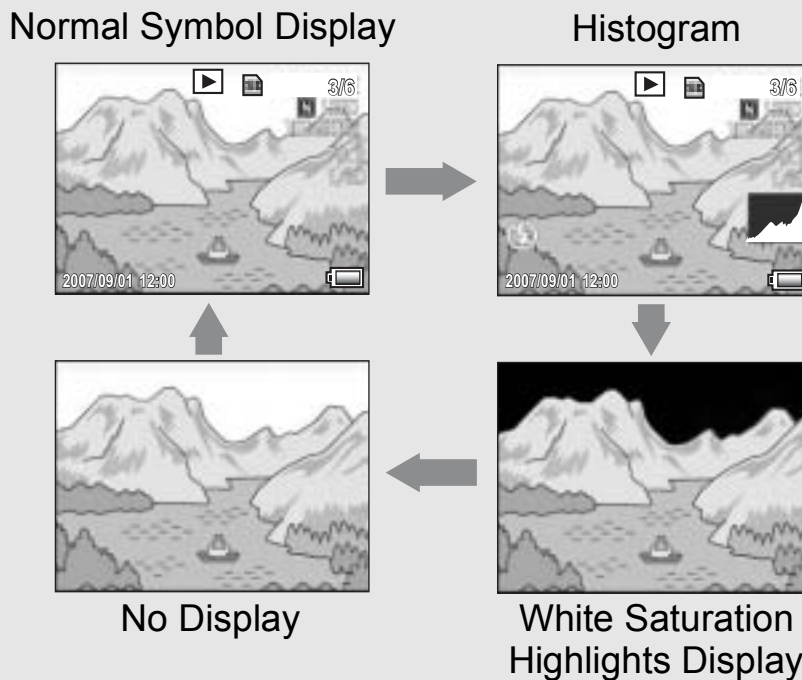 Normal Symbol Display
Histogram
3/6
3/6
2007/09/01 12:00
2007/09/01 12:00
No Display
White Saturation
Highlights Display